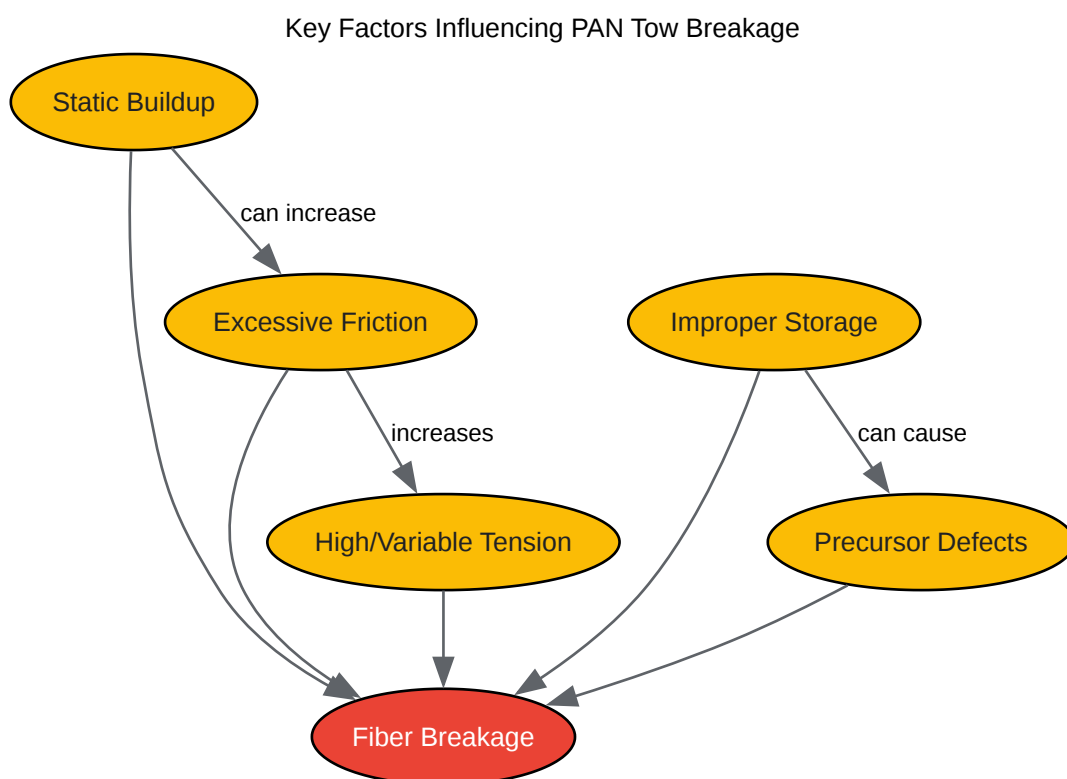 Key Factors Influencing PAN Tow Breakage
Static Buildup
can increase
Excessive Friction
Improper Storage
increases
can cause
High/Variable Tension
Precursor Defects
Fiber Breakage